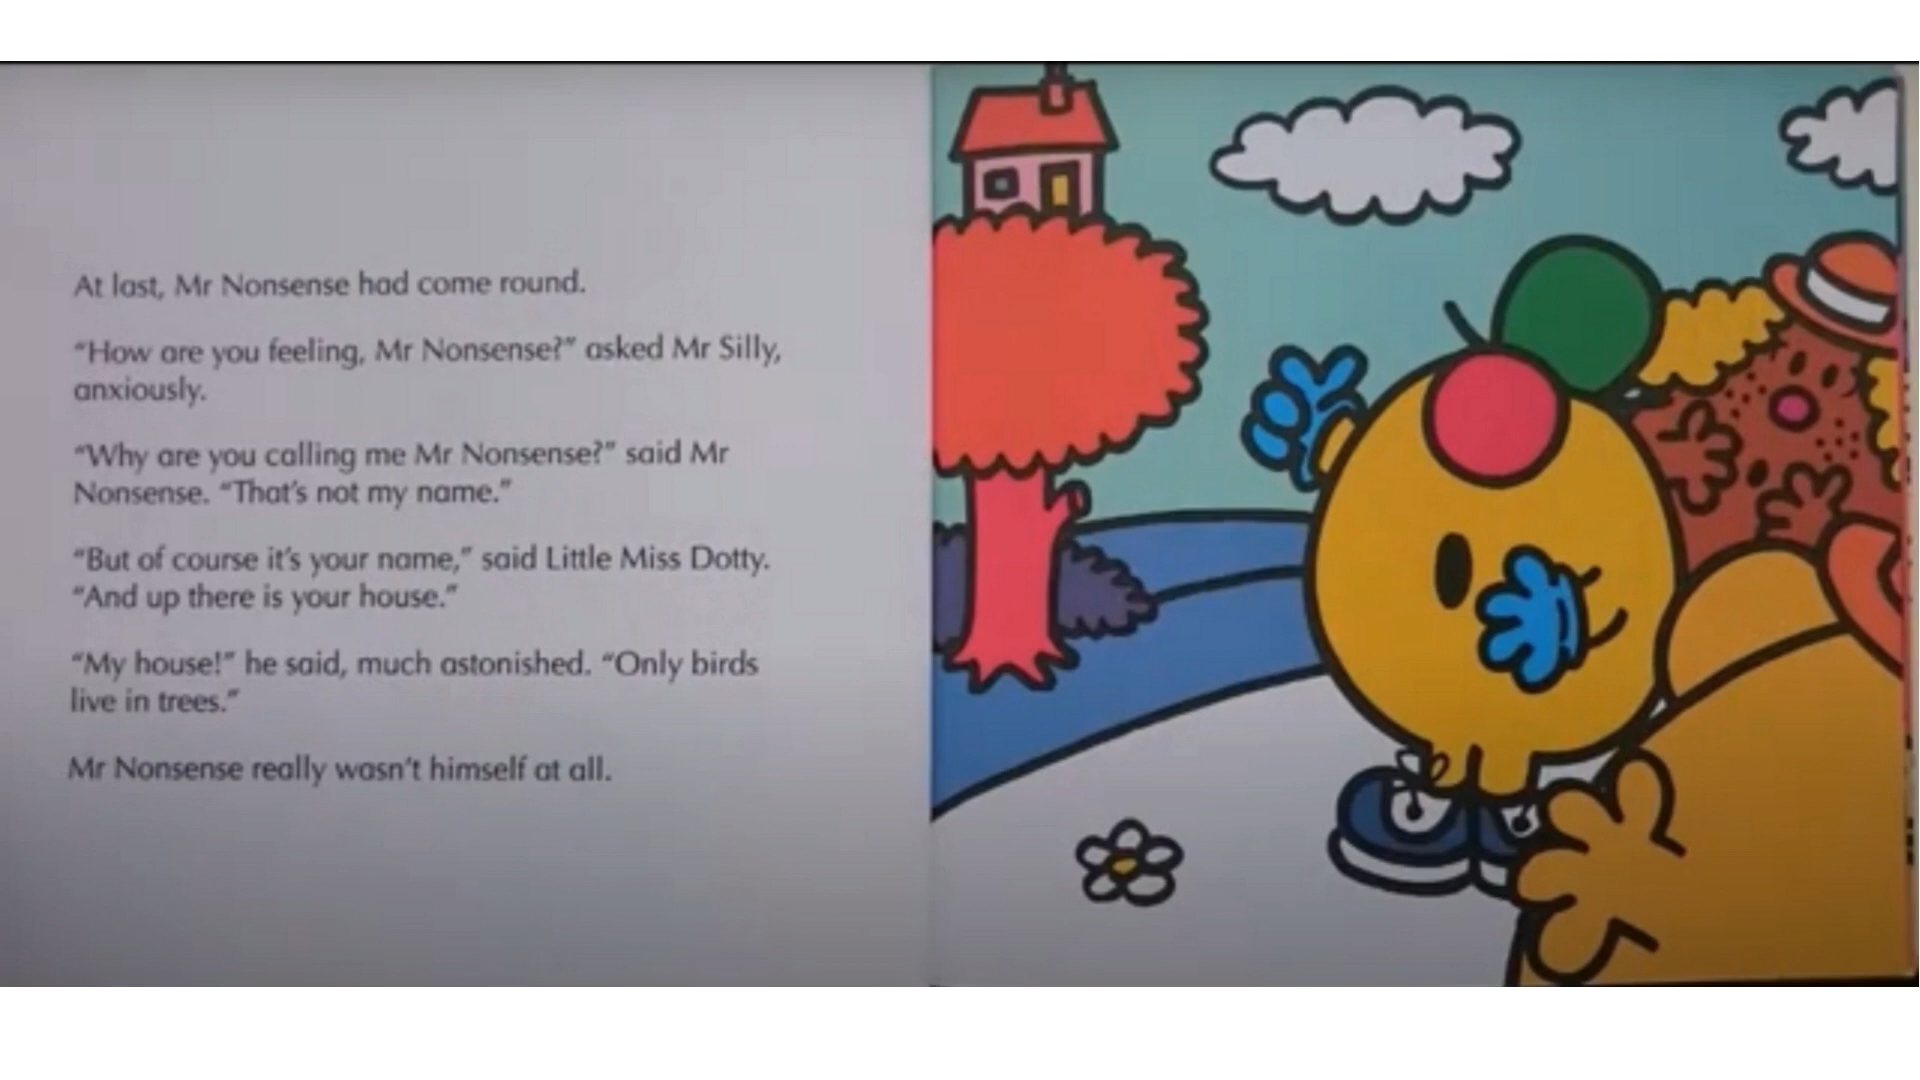 At last, Mr Nonsense had come round.
“How are you feeling, Mr Nonsense?” asked Mr Silly,
anxiously.
“Why are you calling me Mr Nonsense?” said Mr
Nonsense. “That’s not my name.”
“But of course it’s your name,” said Little Miss Dotty.
“And up there is your house.”
“My house!” he said, much astonished. “Only birds
live in trees.”
Mr Nonsense really wasn’t himself at all.